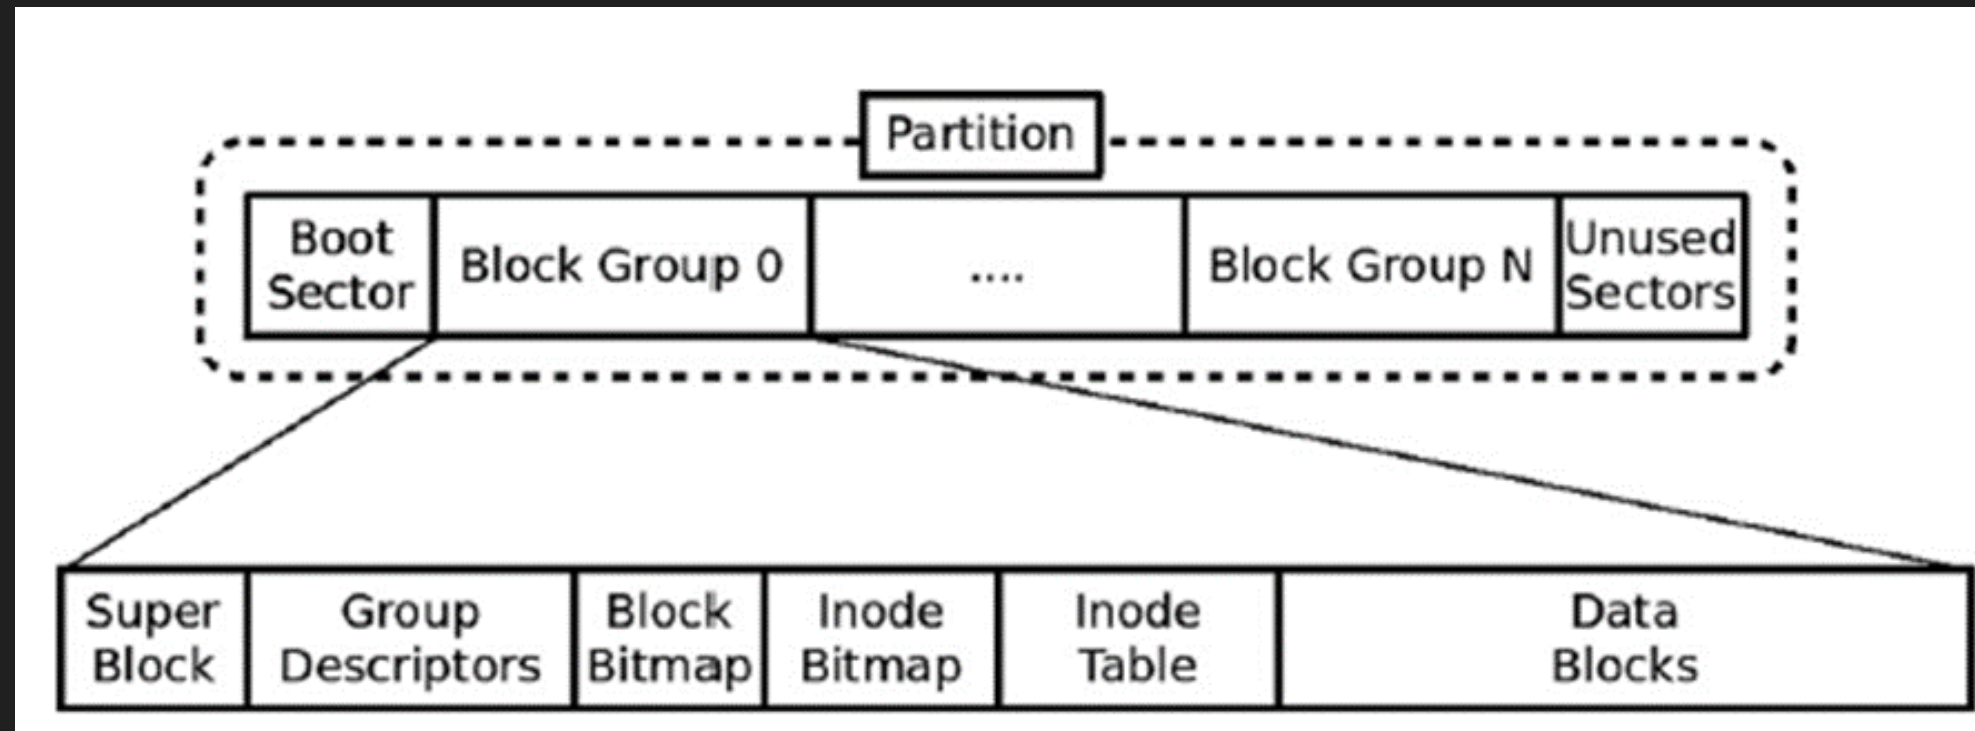 Partition
Boot
Sector
Block Group 0
....
Block Group N
Unused
Sectors
Super
Block
Group
Descriptors
Block
Bitmap
Inode
Bitmap
Inode
Table
Data
Blocks